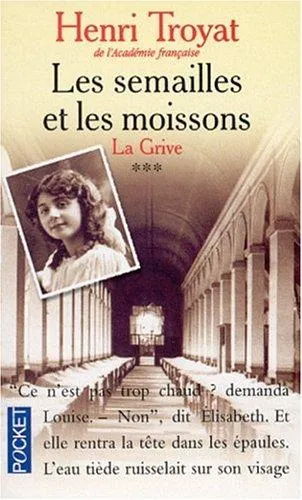 Henri Troyat
de l'Académie française
Les semailles
et les moissons
La Grive
***
"Ce n'est pas trop chaud ? demanda
Louise. – Non", dit Élisabeth. Et
elle rentra la tête dans les épaules.
L'eau tiède ruisselait sur son visage
POCKET